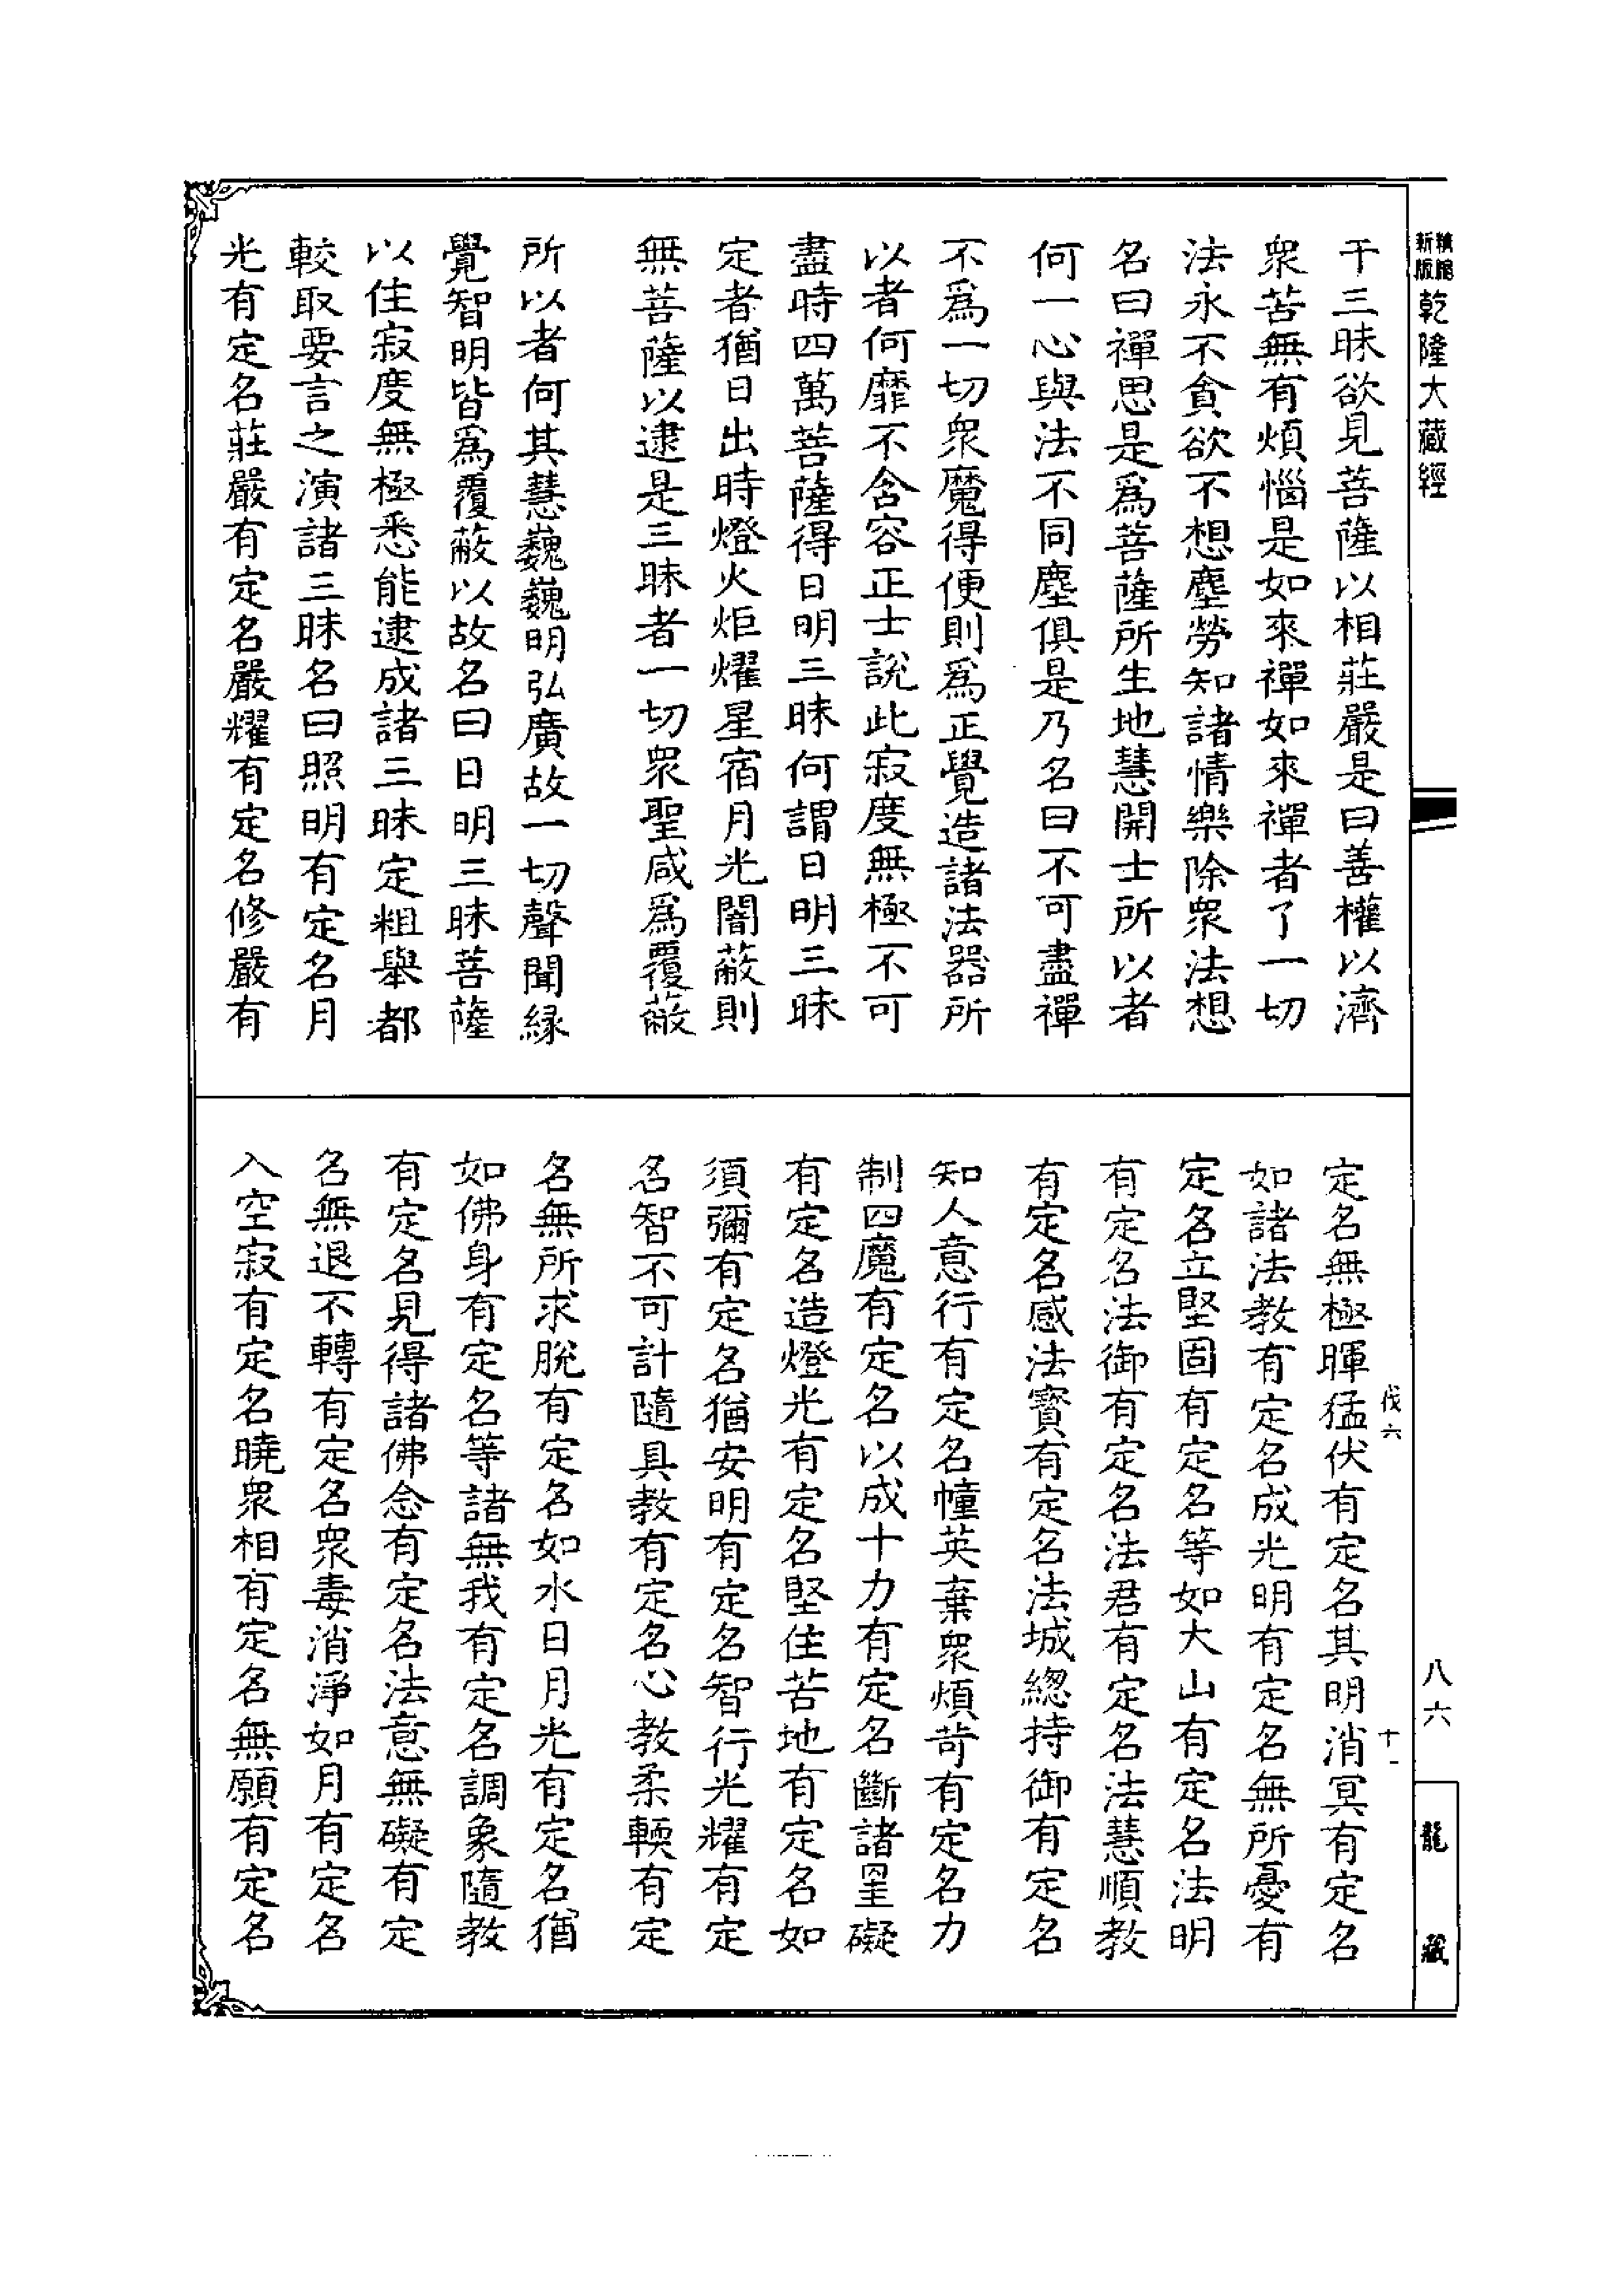 新版
乾隆大藏經
干三昧欲見菩薩以相莊嚴是曰善權以濟
衆苦無有煩惱是如來禪如來禪者了一切
法永不貪欲不想塵勞知諸情樂除衆法想
名曰禪思是爲菩薩所生地慧開士所以者
何一心與法不同塵俱是乃名曰不可盡禪
不爲一切衆魔得便則爲正覺造諸法器所
以者何靡不含容正士說此寂度無極不可
盡時四萬菩薩得日明三昧何謂日明三昧
定者猶日出時燈火炬燿星宿月光闇蔽則
無菩薩以逮是三昧者一切衆聖咸爲覆蔽
所以者何其慧巍巍明弘廣故一切聲聞緣
覺智明皆爲覆蔽以故名曰日明三昧菩薩
以住寂度無極悉能逮成諸三昧定粗舉都
較取要言之演諸三昧名曰照明有定名月
光有定名莊嚴有定名嚴耀有定名修嚴有
定名無極暉猛伏有定名其明消冥有定名
如諸法教有定名成光明有定名無所憂有
定名立堅固有定名等如大山有定名法明
有定名法御有定名法君有定名法慧順教
有定名感法寶有定名法城總持御有定名
知人意行有定名幢英棄衆煩苛有定名力
制四魔有定名以成十力有定名斷諸罣礙
有定名造燈光有定名堅住苦地有定名如
須彌有定名猶安明有定名智行光耀有定
名智不可計隨具教有定名心教柔輭有定
名無所求脫有定名如水日月光有定名猶
如佛身有定名等諸無我有定名調象隨教
有定名見得諸佛念有定名法意無礙有定
名無退不轉有定名衆毒消淨如月有定名
入空寂有定名曉衆相有定名無願有定名
伐六
十一
八六
龍藏